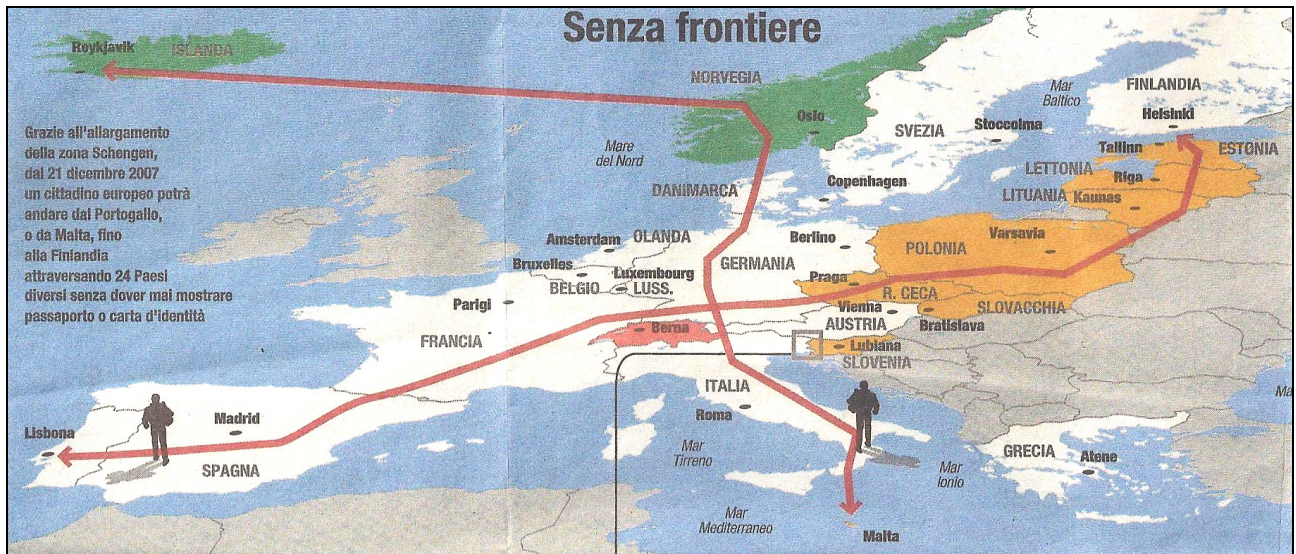 Senza frontiere
Reykjavik
ISLANDA
NORVEGIA
Oslo
SVEZIA
Stoccolma
Mar
Baltico
FINLANDIA
Helsinki
Tallinn
ESTONIA
LETTONIA
Riga
LITUANIA
Kaunas
Mare
del Nord
DANIMARCA
Copenhagen
Grazie all'allargamento
della zona Schengen,
dal 21 dicembre 2007
un cittadino europeo potrà
andare dal Portogallo,
o da Malta, fino
alla Finlandia
attraversando 24 Paesi
diversi senza dover mai mostrare
passaporto o carta d'identità
Amsterdam
OLANDA
Berlino
POLONIA
Varsavia
Bruxelles
BELGIO
Luxembourg
LUSS.
GERMANIA
Praga
R. CECA
Parigi
Vienna
SLOVACCHIA
FRANCIA
Berna
AUSTRIA
Bratislava
Lubiana
SLOVENIA
ITALIA
Roma
Madrid
Lisbona
SPAGNA
Mar
Tirreno
Mar
Ionio
GRECIA
Atene
Mar
Mediterraneo
Malta
Ma